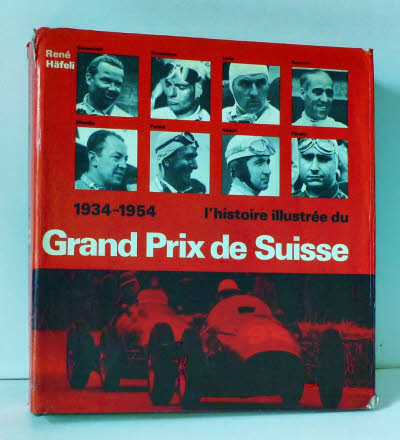 René
Häfeli
1934-1954
l'histoire illustrée du
Grand Prix de Suisse